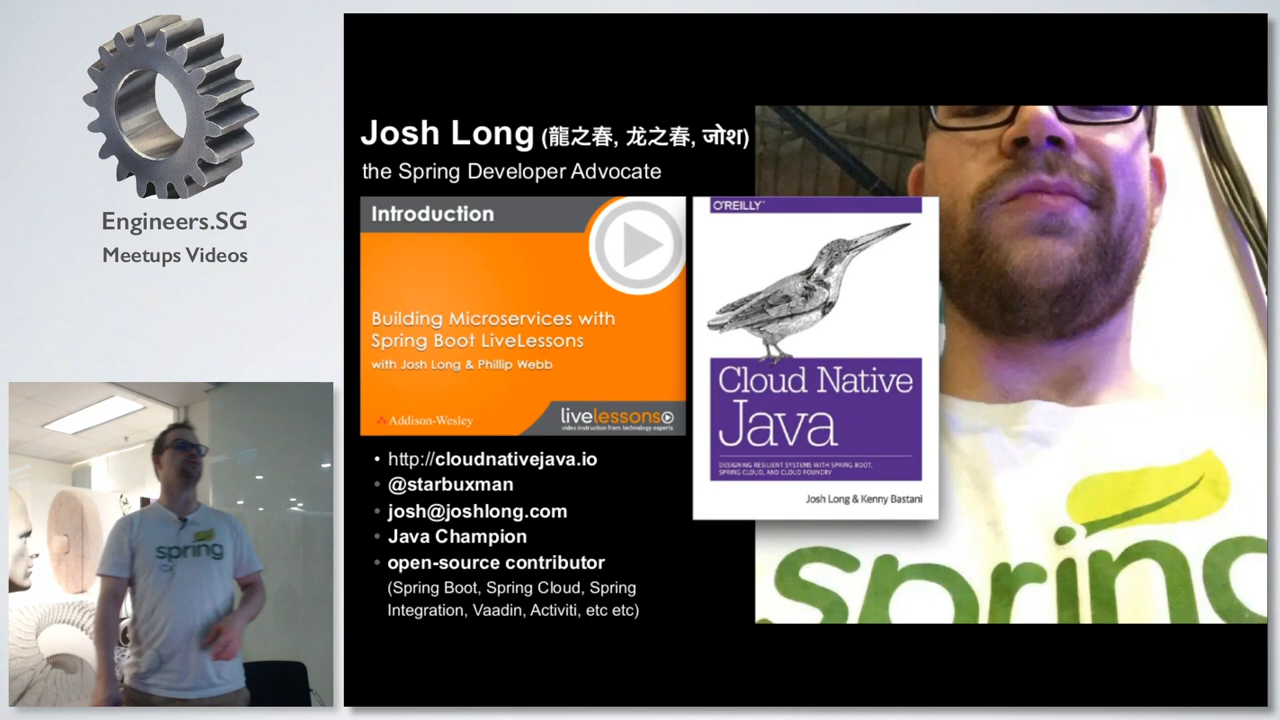 Engineers.SG
Meetups Videos
Josh Long (龍之春, 龙之春, जोश)
the Spring Developer Advocate
Introduction
Building Microservices with
Spring Boot LiveLessons
with Josh Long & Phillip Webb
Addison-Wesley
livelessons
video instruction from technology experts
O'REILLY
Cloud Native
Java
DESIGNING RESILIENT SYSTEMS WITH SPRING BOOT,
SPRING CLOUD, AND CLOUD FOUNDRY
Josh Long & Kenny Bastani
• http://cloudnativejava.io
• @starbuxman
• josh@joshlong.com
• Java Champion
• open-source contributor
(Spring Boot, Spring Cloud, Spring
Integration, Vaadin, Activiti, etc etc)
spring
spring